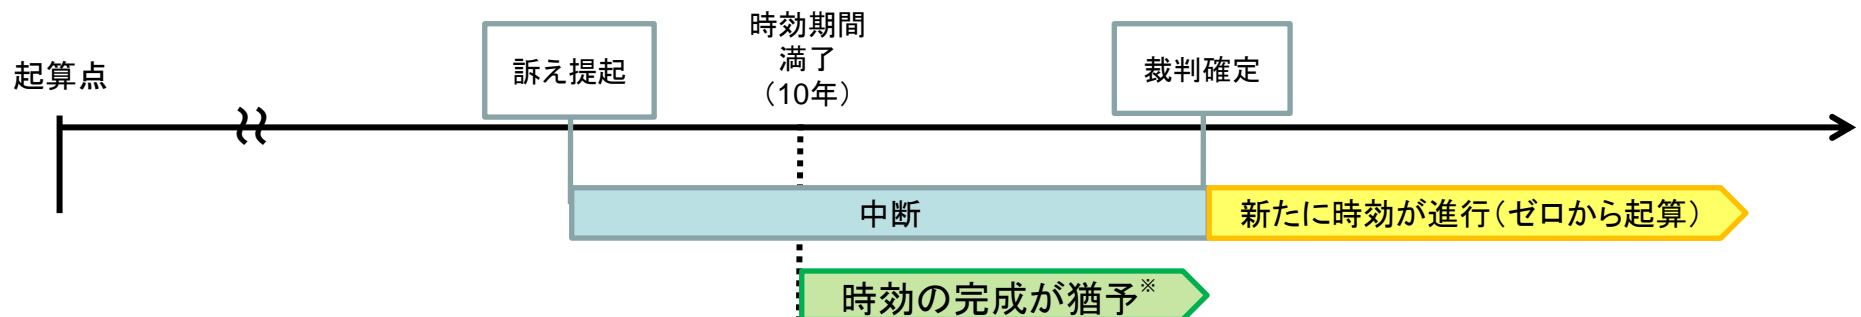 起算点
訴え提起
時効期間
満了
（10年）
裁判確定
中断
新たに時効が進行（ゼロから起算）
時効の完成が猶予※